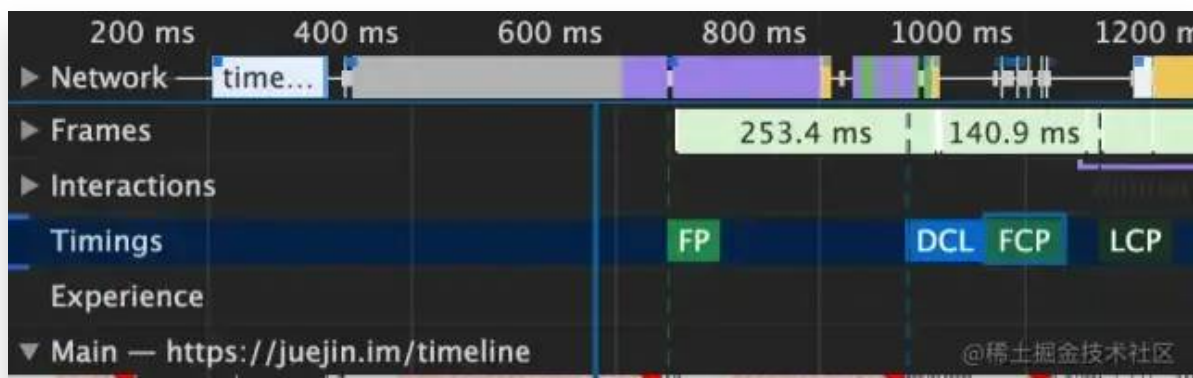 200 ms 400 ms 600 ms 800 ms 1000 ms 1200 m
Network time...
Frames 253.4 ms 140.9 ms
Interactions
Timings FP DCL FCP LCP
Experience
Main — https://juejin.im/timeline
@稀土掘金技术社区